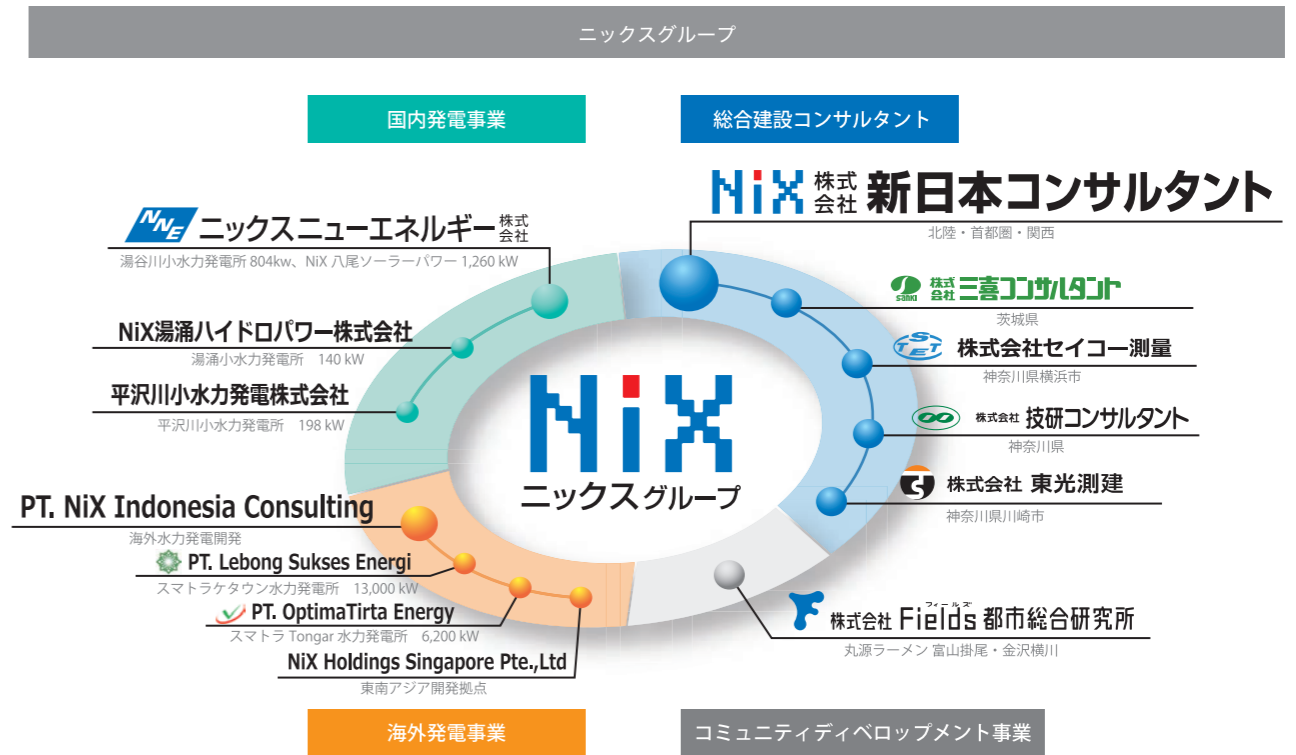 ニックスグループ
国内発電事業
総合建設コンサルタント
NiX 株式会社 新日本コンサルタント
北陸・首都圏・関西
NNE ニックスニューエネルギー 株式会社
湯谷川小水力発電所 804kw、NiX 八尾ソーラーパワー 1,260 kW
sanki 株式会社 三喜コンサルタント
茨城県
NiX湯涌ハイドロパワー株式会社
湯涌小水力発電所 140 kW
STET 株式会社セイコー測量
神奈川県横浜市
平沢川小水力発電株式会社
平沢川小水力発電所 198 kW
NiX
ニックスグループ
株式会社 技研コンサルタント
神奈川県
株式会社 東光測建
神奈川県川崎市
PT. NiX Indonesia Consulting
海外水力発電開発
PT. Lebong Sukses Energi
スマトラケタウン水力発電所 13,000 kW
PT. OptimaTirta Energy
スマトラ Tongar 水力発電所 6,200 kW
NiX Holdings Singapore Pte.,Ltd
東南アジア開発拠点
フィールズ
株式会社 Fields 都市総合研究所
丸源ラーメン 富山掛尾・金沢横川
海外発電事業
コミュニティディベロップメント事業